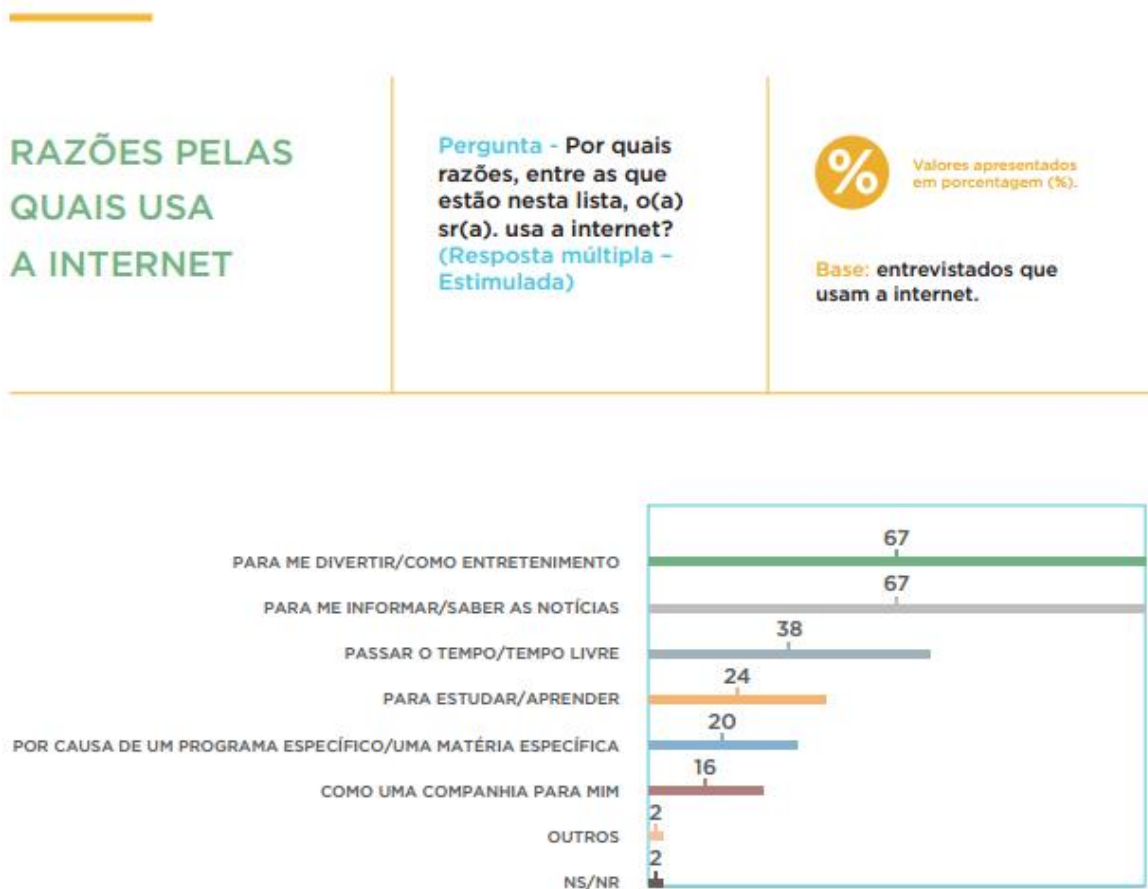 RAZÕES PELAS
QUAIS USA
A INTERNET
Pergunta - Por quais
razões, entre as que
estão nesta lista, o(a)
sr(a). usa a internet?
(Resposta múltipla –
Estimulada)
%
Valores apresentados
em porcentagem (%).
Base: entrevistados que
usam a internet.
PARA ME DIVERTIR/COMO ENTRETENIMENTO 67
PARA ME INFORMAR/SABER AS NOTÍCIAS 67
PASSAR O TEMPO/TEMPO LIVRE 38
PARA ESTUDAR/APRENDER 24
POR CAUSA DE UM PROGRAMA ESPECÍFICO/UMA MATÉRIA ESPECÍFICA 20
COMO UMA COMPANHIA PARA MIM 16
OUTROS 2
NS/NR 2